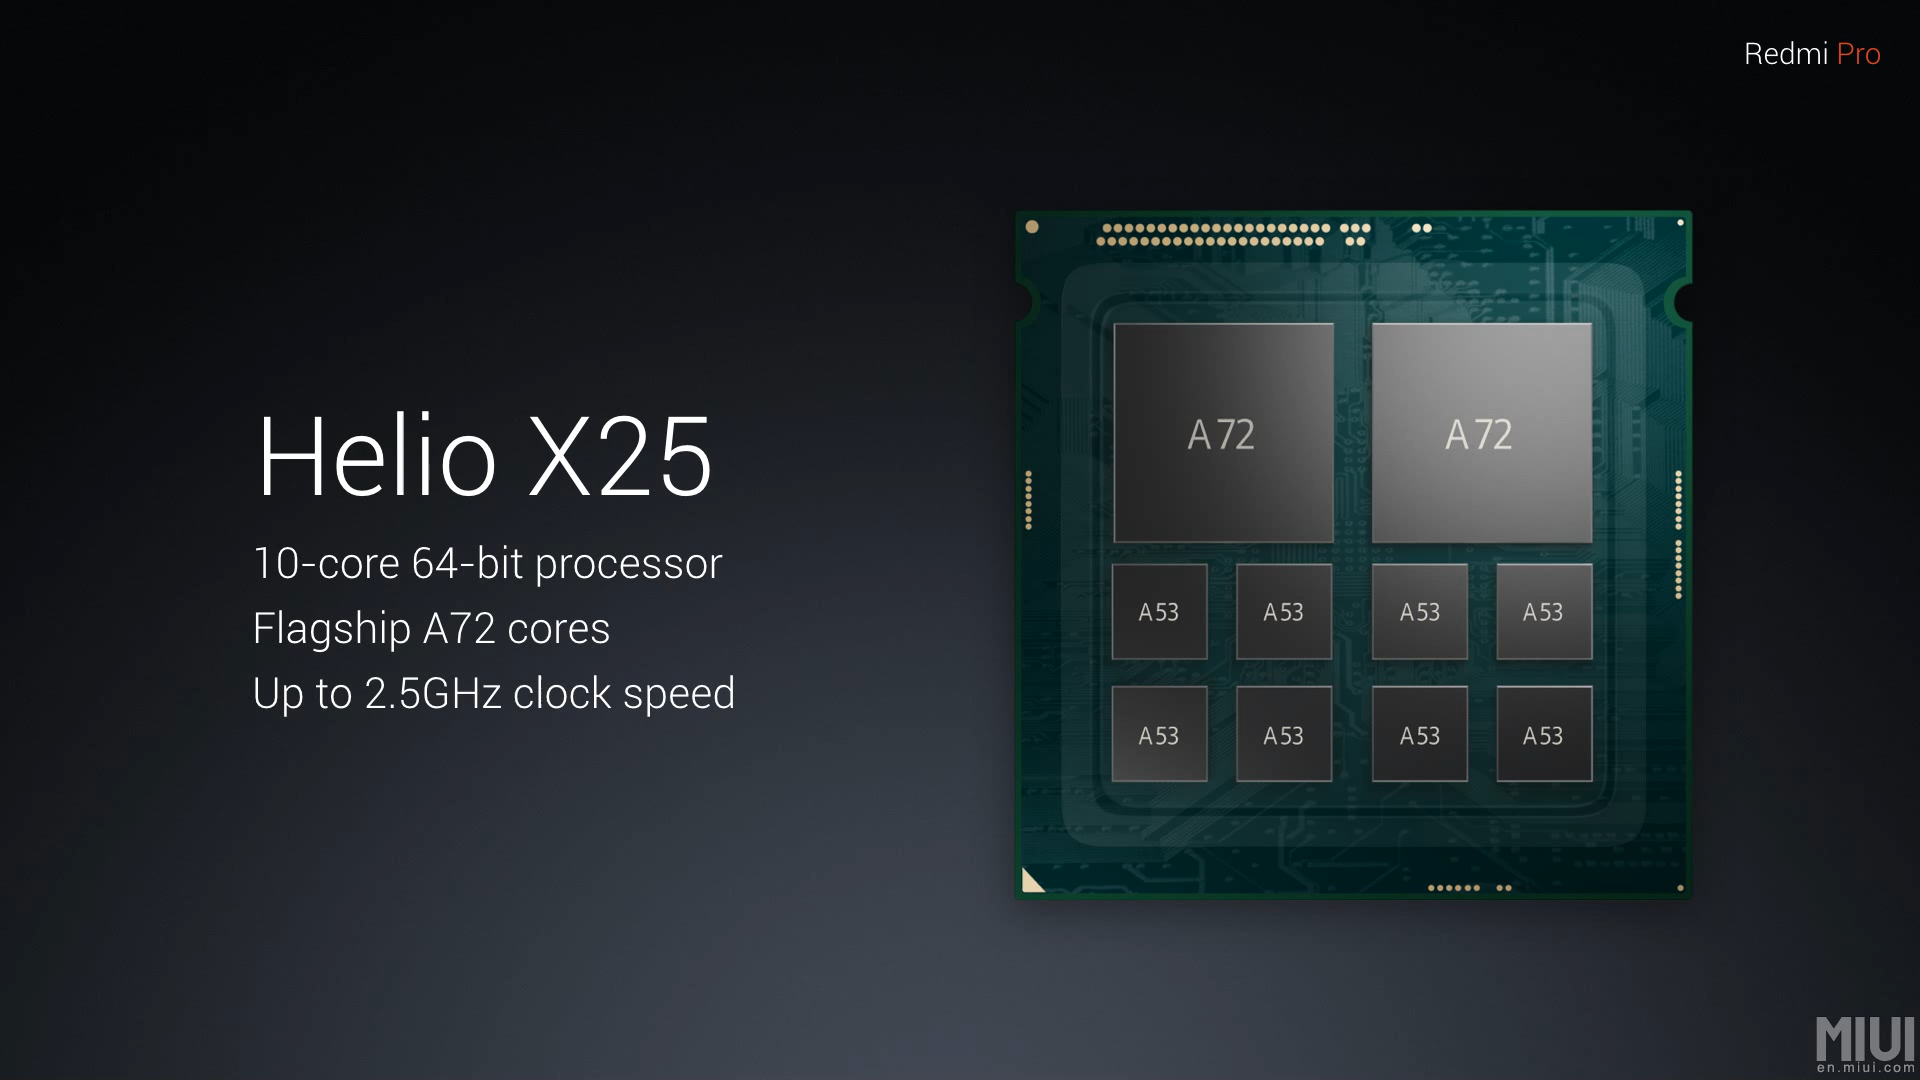 Redmi Pro
Helio X25
10-core 64-bit processor
Flagship A72 cores
Up to 2.5GHz clock speed
A72 A72
A53 A53 A53 A53
A53 A53 A53 A53
MIUI
en.miui.com